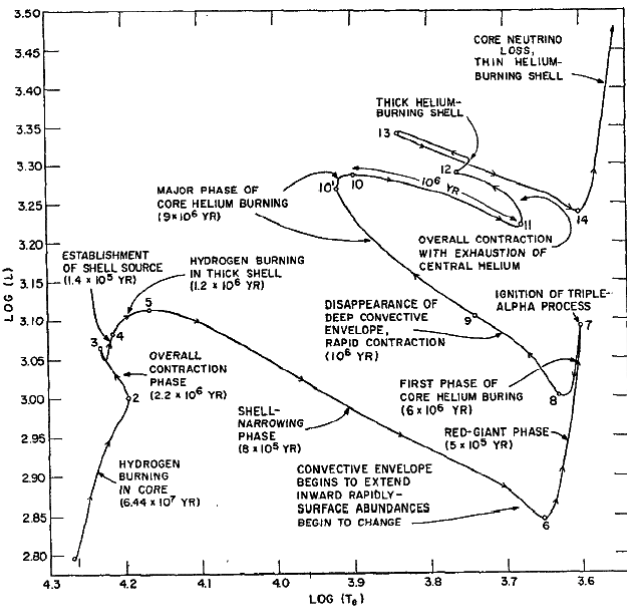 3.50
3.45
3.40
3.35
3.30
3.25
3.20
3.15
3.10
3.05
3.00
2.95
2.90
2.85
2.80
LOG (L)
CORE NEUTRINO
LOSS,
THIN HELIUM-
BURNING SHELL
THICK HELIUM-
BURNING SHELL
13
12
10'
10
10⁶ YR
11
14
MAJOR PHASE OF
CORE HELIUM BURNING
(9×10⁶ YR)
OVERALL CONTRACTION
WITH EXHAUSTION OF
CENTRAL HELIUM
ESTABLISHMENT
OF SHELL SOURCE
(1.4 × 10⁵ YR)
HYDROGEN BURNING
IN THICK SHELL
(1.2 × 10⁶ YR)
5
4
3
DISAPPEARANCE OF
DEEP CONVECTIVE
ENVELOPE,
RAPID CONTRACTION
(10⁶ YR)
9
IGNITION OF TRIPLE-
ALPHA PROCESS
7
OVERALL
CONTRACTION
PHASE
(2.2 × 10⁶ YR)
2
FIRST PHASE OF
CORE HELIUM BURING
(6 × 10⁶ YR)
8
SHELL-
NARROWING
PHASE
(8 × 10⁵ YR)
RED-GIANT PHASE
(5 × 10⁵ YR)
HYDROGEN
BURNING
IN CORE
(6.44 × 10⁷ YR)
CONVECTIVE ENVELOPE
BEGINS TO EXTEND
INWARD RAPIDLY-
SURFACE ABUNDANCES
BEGIN TO CHANGE
6
4.3
4.2
4.1
4.0
3.9
3.8
3.7
3.6
LOG (Tₑ)